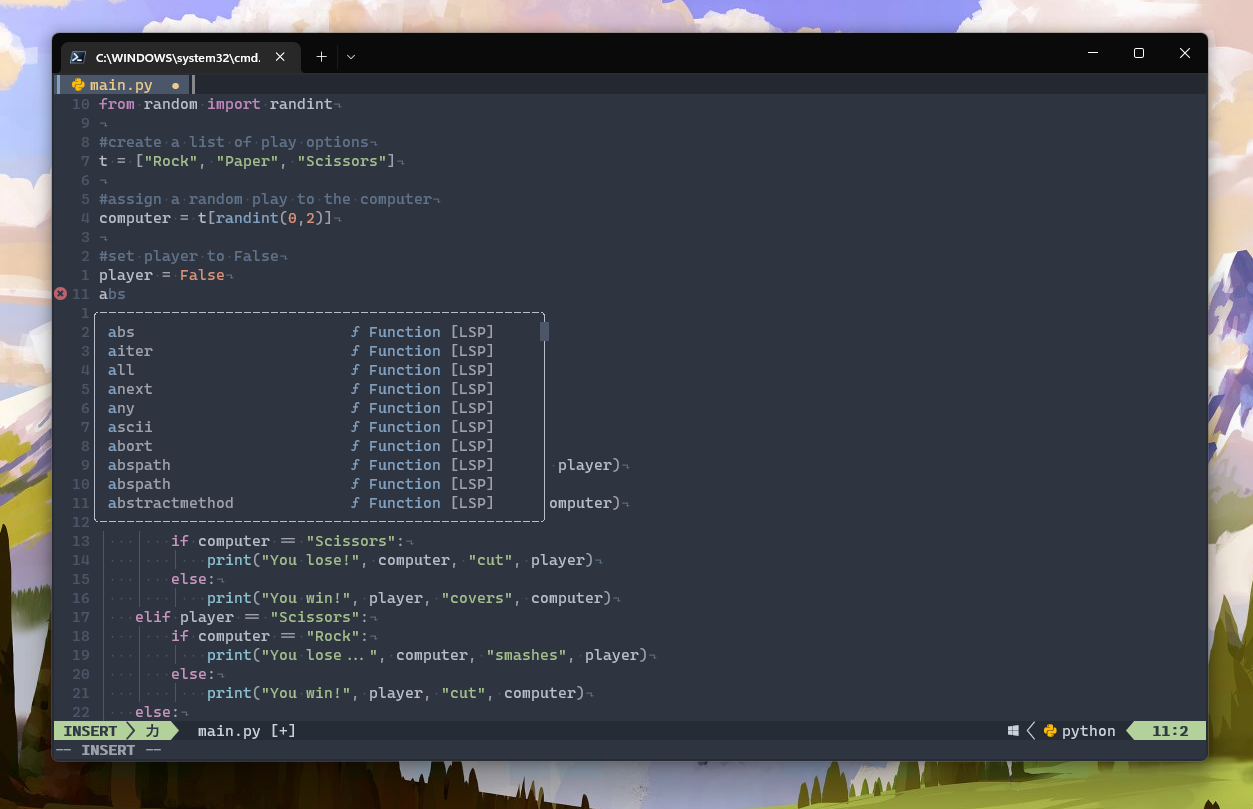 C:\WINDOWS\system32\cmd.
main.py
10 from random import randint
9
8 #create a list of play options
7 t = ["Rock", "Paper", "Scissors"]
6
5 #assign a random play to the computer
4 computer = t[randint(0,2)]
3
2 #set player to False
1 player = False
11 abs
1
2 abs ƒ Function [LSP]
3 aiter ƒ Function [LSP]
4 all ƒ Function [LSP]
5 anext ƒ Function [LSP]
6 any ƒ Function [LSP]
7 ascii ƒ Function [LSP]
8 abort ƒ Function [LSP]
9 abspath ƒ Function [LSP] player)
10 abspath ƒ Function [LSP]
11 abstractmethod ƒ Function [LSP] omputer)
12
13 if computer == "Scissors":
14 print("You lose!", computer, "cut", player)
15 else:
16 print("You win!", player, "covers", computer)
17 elif player == "Scissors":
18 if computer == "Rock":
19 print("You lose...", computer, "smashes", player)
20 else:
21 print("You win!", player, "cut", computer)
22 else:
INSERT 力 main.py [+] python 11:2
-- INSERT --